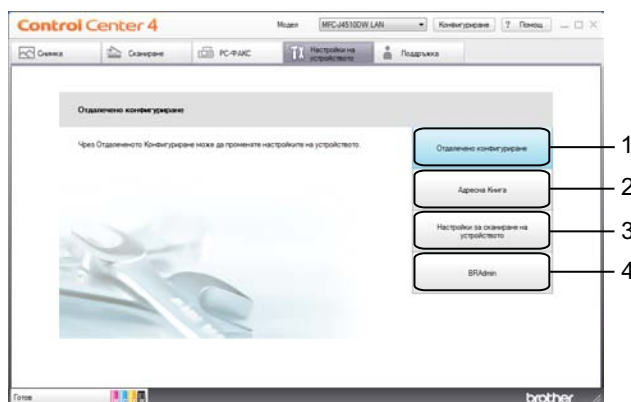 Control Center 4
Модел MFC-J4510DW LAN Конфигуриране ? Помощ
Снимка Сканиране PC-ФАКС Настройки на устройството Поддръжка
Отдалечено конфигуриране
Чрез Отдалеченото Конфигуриране може да променяте настройките на устройството.
Отдалечено конфигуриране 1
Адресна Книга 2
Настройки за сканиране на
устройството 3
BRAdmin 4
Готов
brother